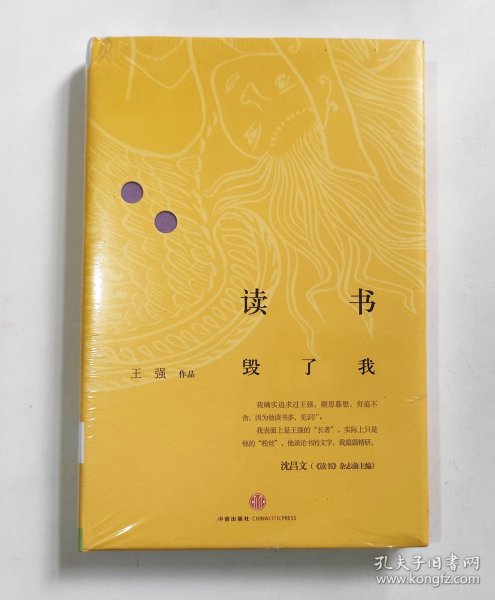 读书
毁了我
王强 作品
我确实追求过王强，朝思暮想，穷追不
舍，因为他读书多，见识广。
我表面上是王强的“长者”，实际上只是
他的“粉丝”，他谈论书的文字，我篇篇精研。
沈昌文（《读书》杂志前主编）
中信出版社·CHINACITICPRESS
孔夫子旧书网
www.kongfz.com